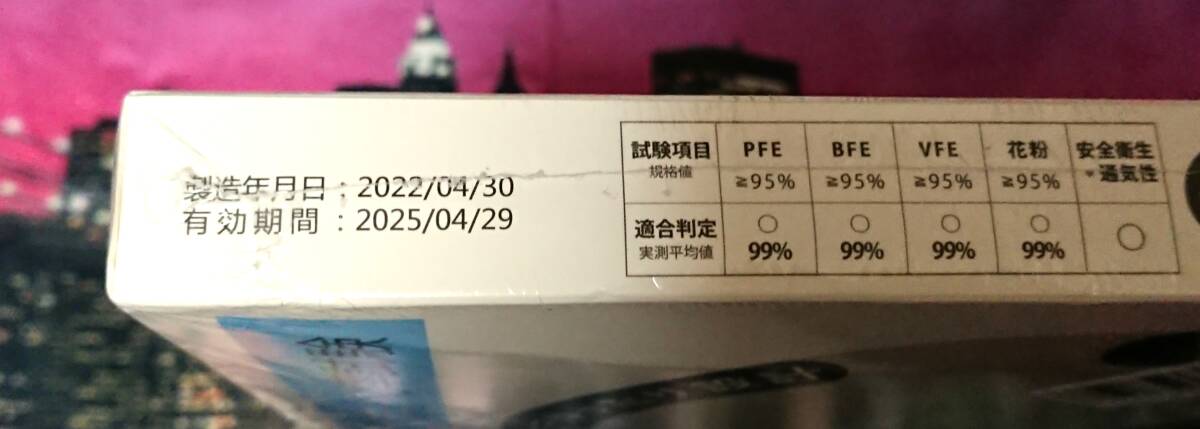 製造年月日:2022/04/30
有効期間 :2025/04/29
試験項目 PFE BFE VFE 花粉 安全衛生
規格値 ≧95% ≧95% ≧95% ≧95% ・通気性
適合判定 ○ ○ ○ ○ ○
実測平均値 99% 99% 99% 99%